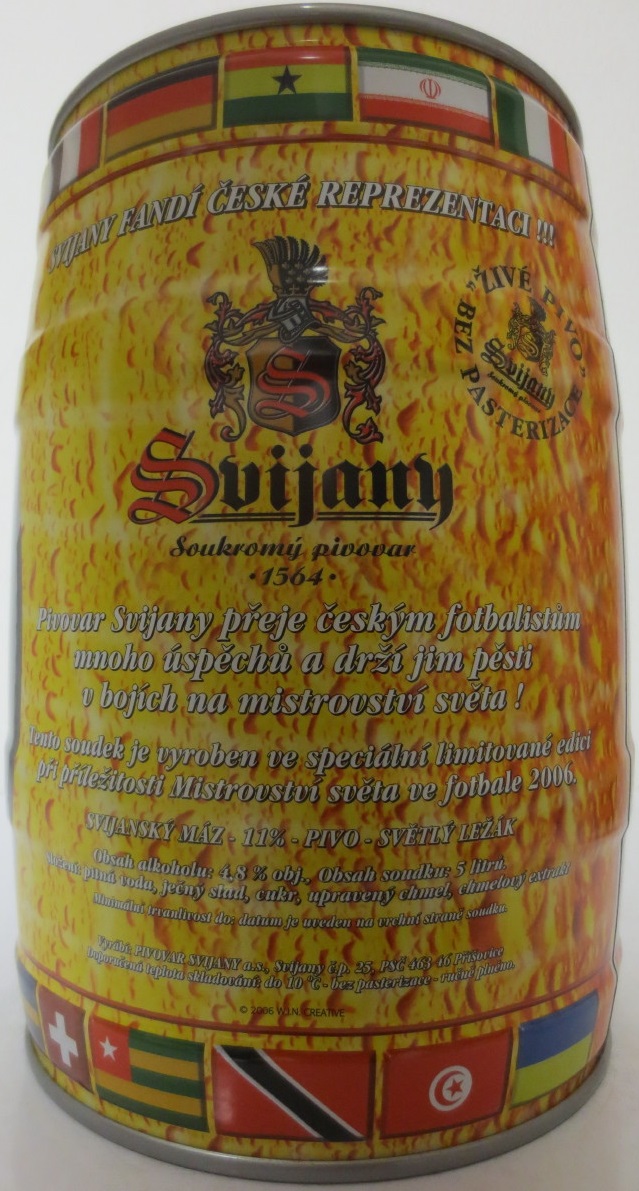 SVIJANY FANDÍ ČESKÉ REPREZENTACI !!!
"ŽIVÉ PIVO"
BEZ PASTERIZACE
Svijany
S
Svijany
Soukromý pivovar
·1564·
Pivovar Svijany přeje českým fotbalistům
mnoho úspěchů a drží jim pěsti
v bojích na mistrovství světa !
Tento soudek je vyroben ve speciální limitované edici
při příležitosti Mistrovství světa ve fotbale 2006.
SVIJANSKÝ MÁZ - 11% - PIVO - SVĚTLÝ LEŽÁK
Obsah alkoholu: 4,8 % obj., Obsah soudku: 5 litrů.
Složení: pitná voda, ječný slad, cukr, upravený chmel, chmelový extrakt
Minimální trvanlivost do: datum je uveden na vrchní straně soudku.
Vyrábí: PIVOVAR SVIJANY a.s., Svijany č.p. 25, PSČ 463 46 Příšovice
Doporučená teplota skladování: do 10 °C - bez pasterizace - ručně plněno.
© 2006 W.I.N. CREATIVE